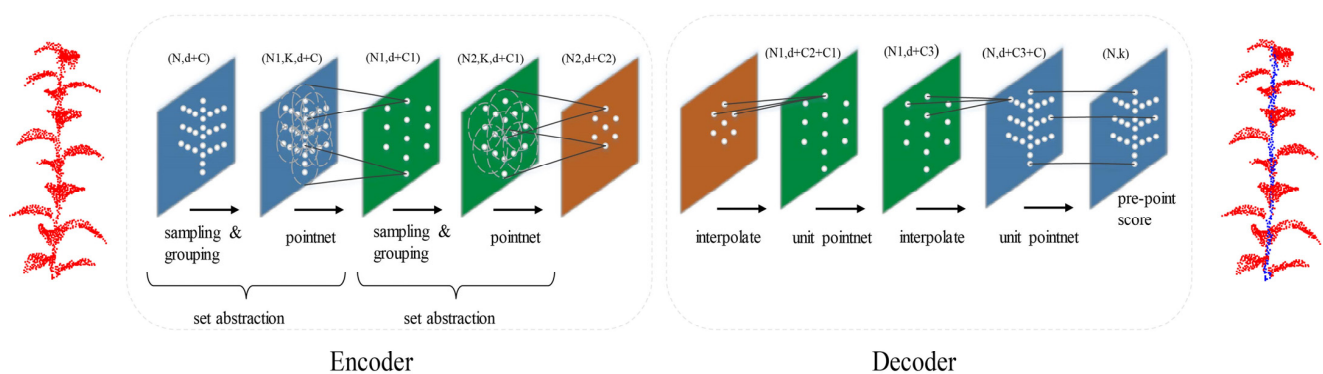 (N,d+C)
(N1,K,d+C)
(N1,d+C1)
(N2,K,d+C1)
(N2,d+C2)
(N1,d+C2+C1)
(N1,d+C3)
(N,d+C3+C)
(N,k)
sampling &
grouping
pointnet
sampling &
grouping
pointnet
interpolate
unit pointnet
interpolate
unit pointnet
pre-point
score
set abstraction
set abstraction
Encoder
Decoder